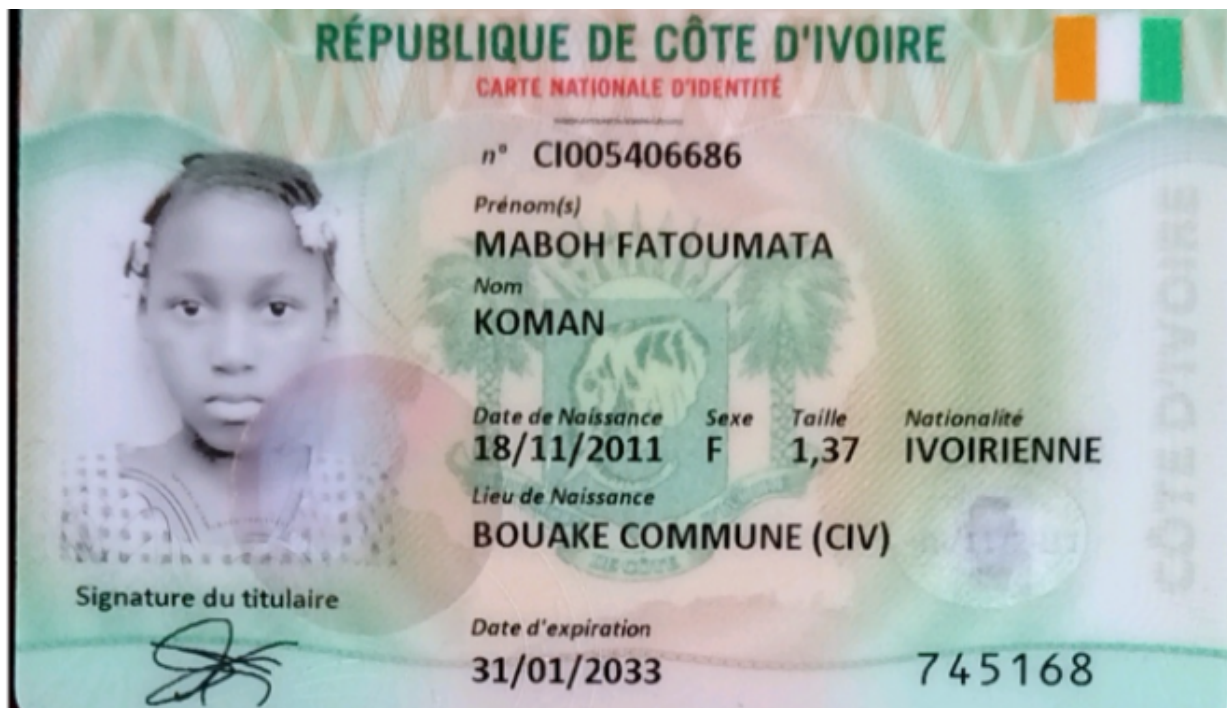 RÉPUBLIQUE DE CÔTE D'IVOIRE
CARTE NATIONALE D'IDENTITÉ
n° CI005406686
Prénom(s)
MABOH FATOUMATA
Nom
KOMAN
Date de Naissance Sexe Taille Nationalité
18/11/2011 F 1,37 IVOIRIENNE
Lieu de Naissance
BOUAKE COMMUNE (CIV)
Signature du titulaire
Date d'expiration
31/01/2033
745168
CÔTE D'IVOIRE